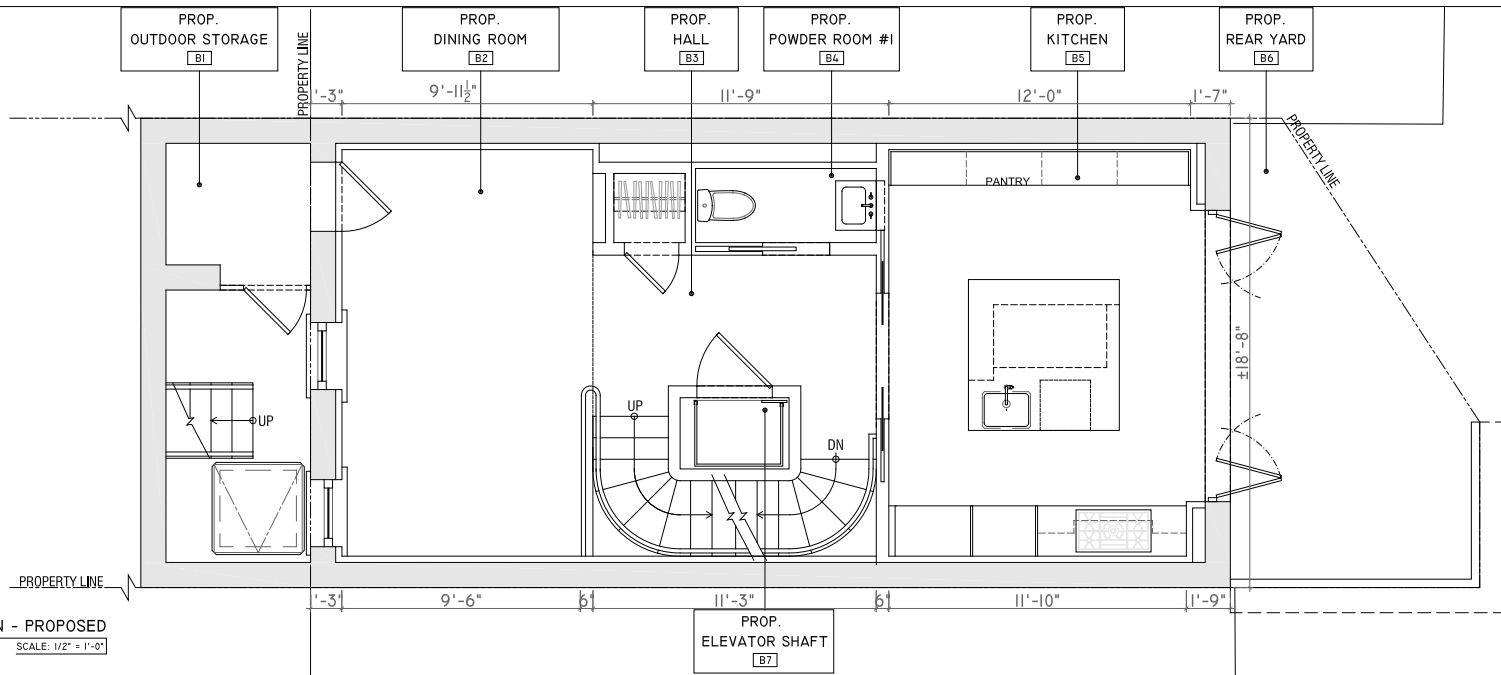 PROP.
OUTDOOR STORAGE
B1
PROP.
DINING ROOM
B2
PROP.
HALL
B3
PROP.
POWDER ROOM #1
B4
PROP.
KITCHEN
B5
PROP.
REAR YARD
B6
PROPERTY LINE
'-3"
9'-11½"
11'-9"
12'-0"
1'-7"
PROPERTY LINE
PANTRY
±18'-8"
UP
UP
DN
Z
Z Z
PROPERTY LINE
'-3"
9'-6"
6"
11'-3"
6"
11'-10"
1'-9"
N - PROPOSED
SCALE: 1/2" = 1'-0"
PROP.
ELEVATOR SHAFT
B7